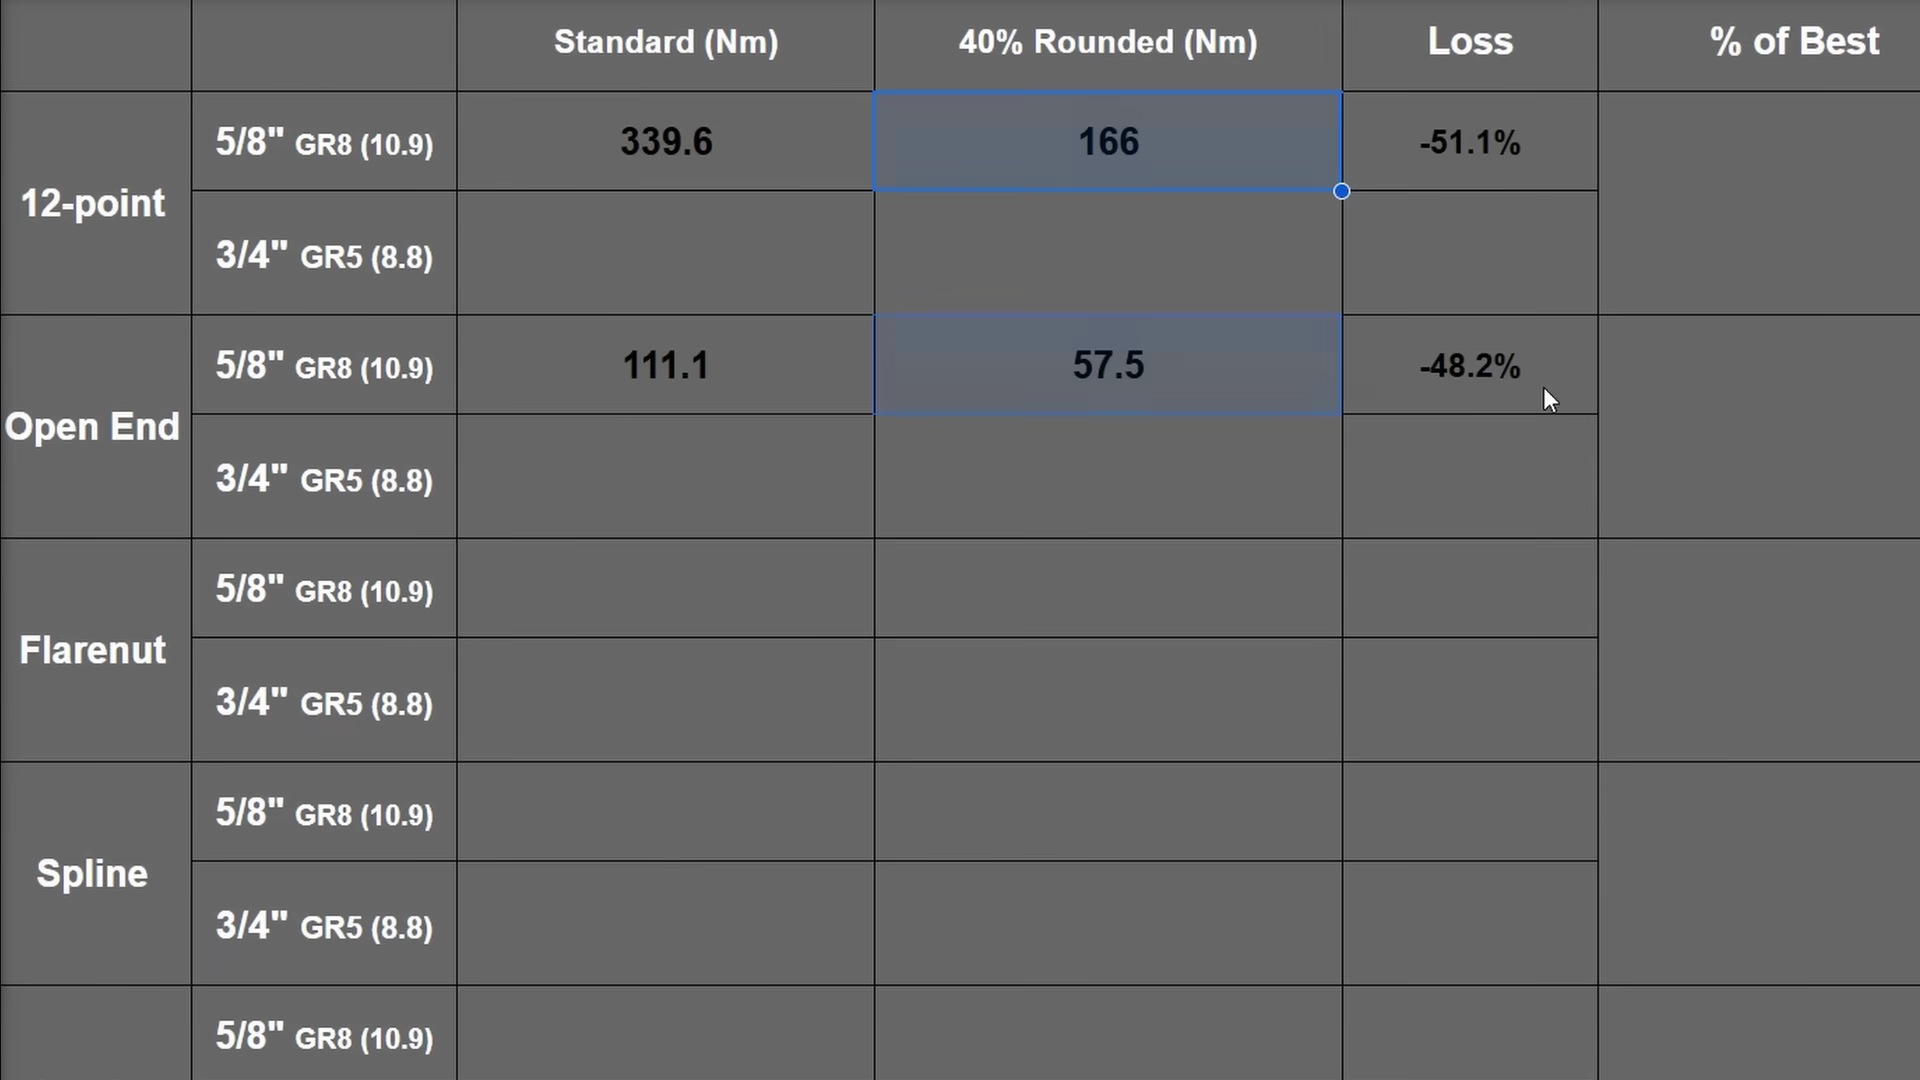 Standard (Nm) 40% Rounded (Nm) Loss % of Best
12-point
5/8" GR8 (10.9) 339.6 166 -51.1%
3/4" GR5 (8.8)
Open End
5/8" GR8 (10.9) 111.1 57.5 -48.2%
3/4" GR5 (8.8)
Flarenut
5/8" GR8 (10.9)
3/4" GR5 (8.8)
Spline
5/8" GR8 (10.9)
3/4" GR5 (8.8)
5/8" GR8 (10.9)